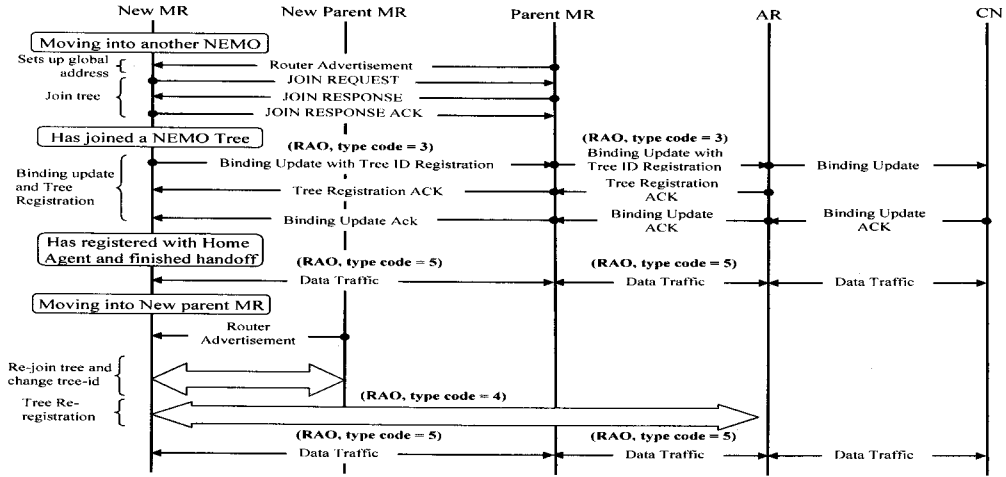 New MR New Parent MR Parent MR AR CN
Moving into another NEMO
Sets up global
address
Router Advertisement
JOIN REQUEST
Join tree
JOIN RESPONSE
JOIN RESPONSE ACK
Has joined a NEMO Tree
(RAO, type code = 3)
(RAO, type code = 3)
Binding Update with Tree ID Registration
Binding Update with
Tree ID Registration
Binding Update
Binding update
and Tree
Registration
Tree Registration ACK
Tree Registration
ACK
Binding Update Ack
Binding Update
ACK
Binding Update
ACK
Has registered with Home
Agent and finished handoff
(RAO, type code = 5)
(RAO, type code = 5)
Data Traffic
Data Traffic
Data Traffic
Moving into New parent MR
Router
Advertisement
Re-join tree and
change tree-id
(RAO, type code = 4)
Tree Re-
registration
(RAO, type code = 5)
(RAO, type code = 5)
Data Traffic
Data Traffic
Data Traffic